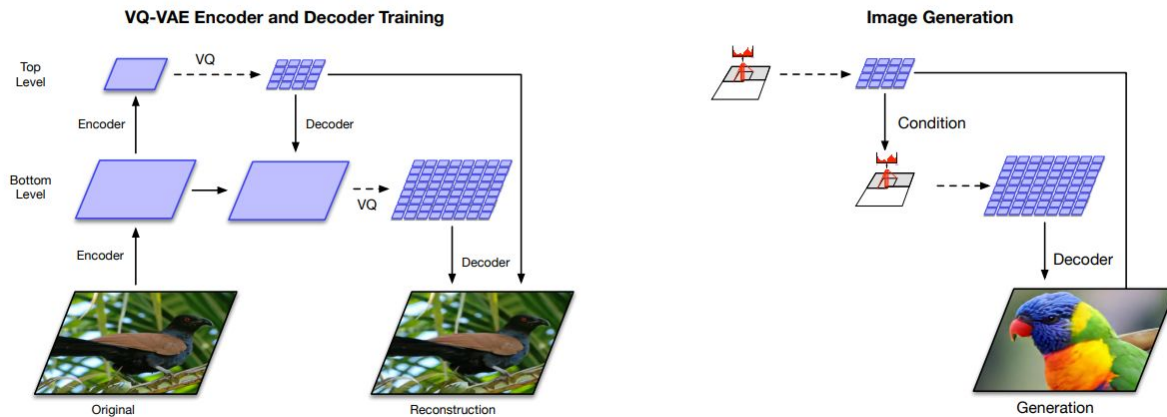 VQ-VAE Encoder and Decoder Training
Image Generation
Top
Level
VQ
Encoder
Decoder
Condition
Bottom
Level
VQ
Encoder
Decoder
Decoder
Original
Reconstruction
Generation